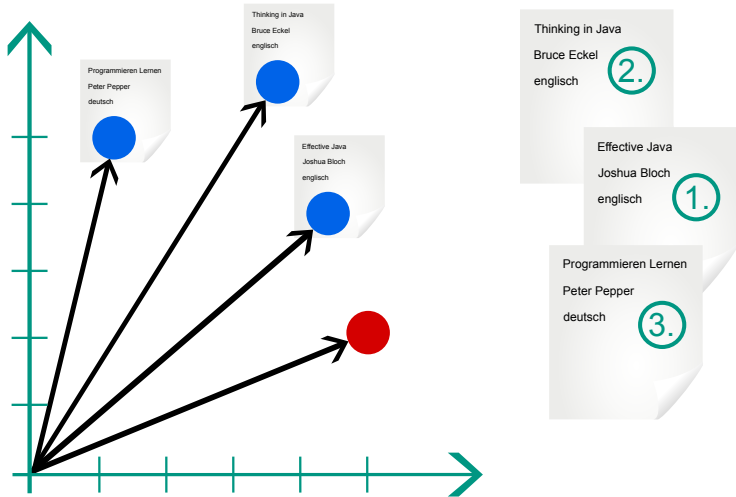 Thinking in Java
Bruce Eckel
englisch
Programmieren Lernen
Peter Pepper
deutsch
Effective Java
Joshua Bloch
englisch
Thinking in Java
Bruce Eckel
englisch
2.
Effective Java
Joshua Bloch
englisch
1.
Programmieren Lernen
Peter Pepper
deutsch
3.